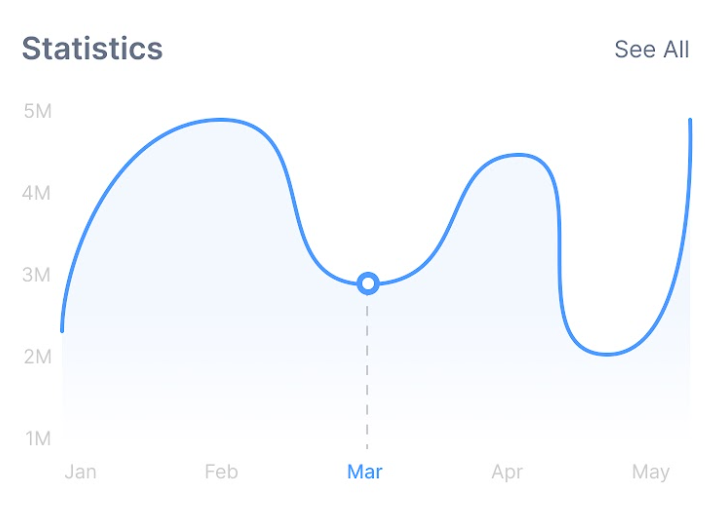 Statistics
See All
5M
4M
3M
2M
1M
Jan
Feb
Mar
Apr
May